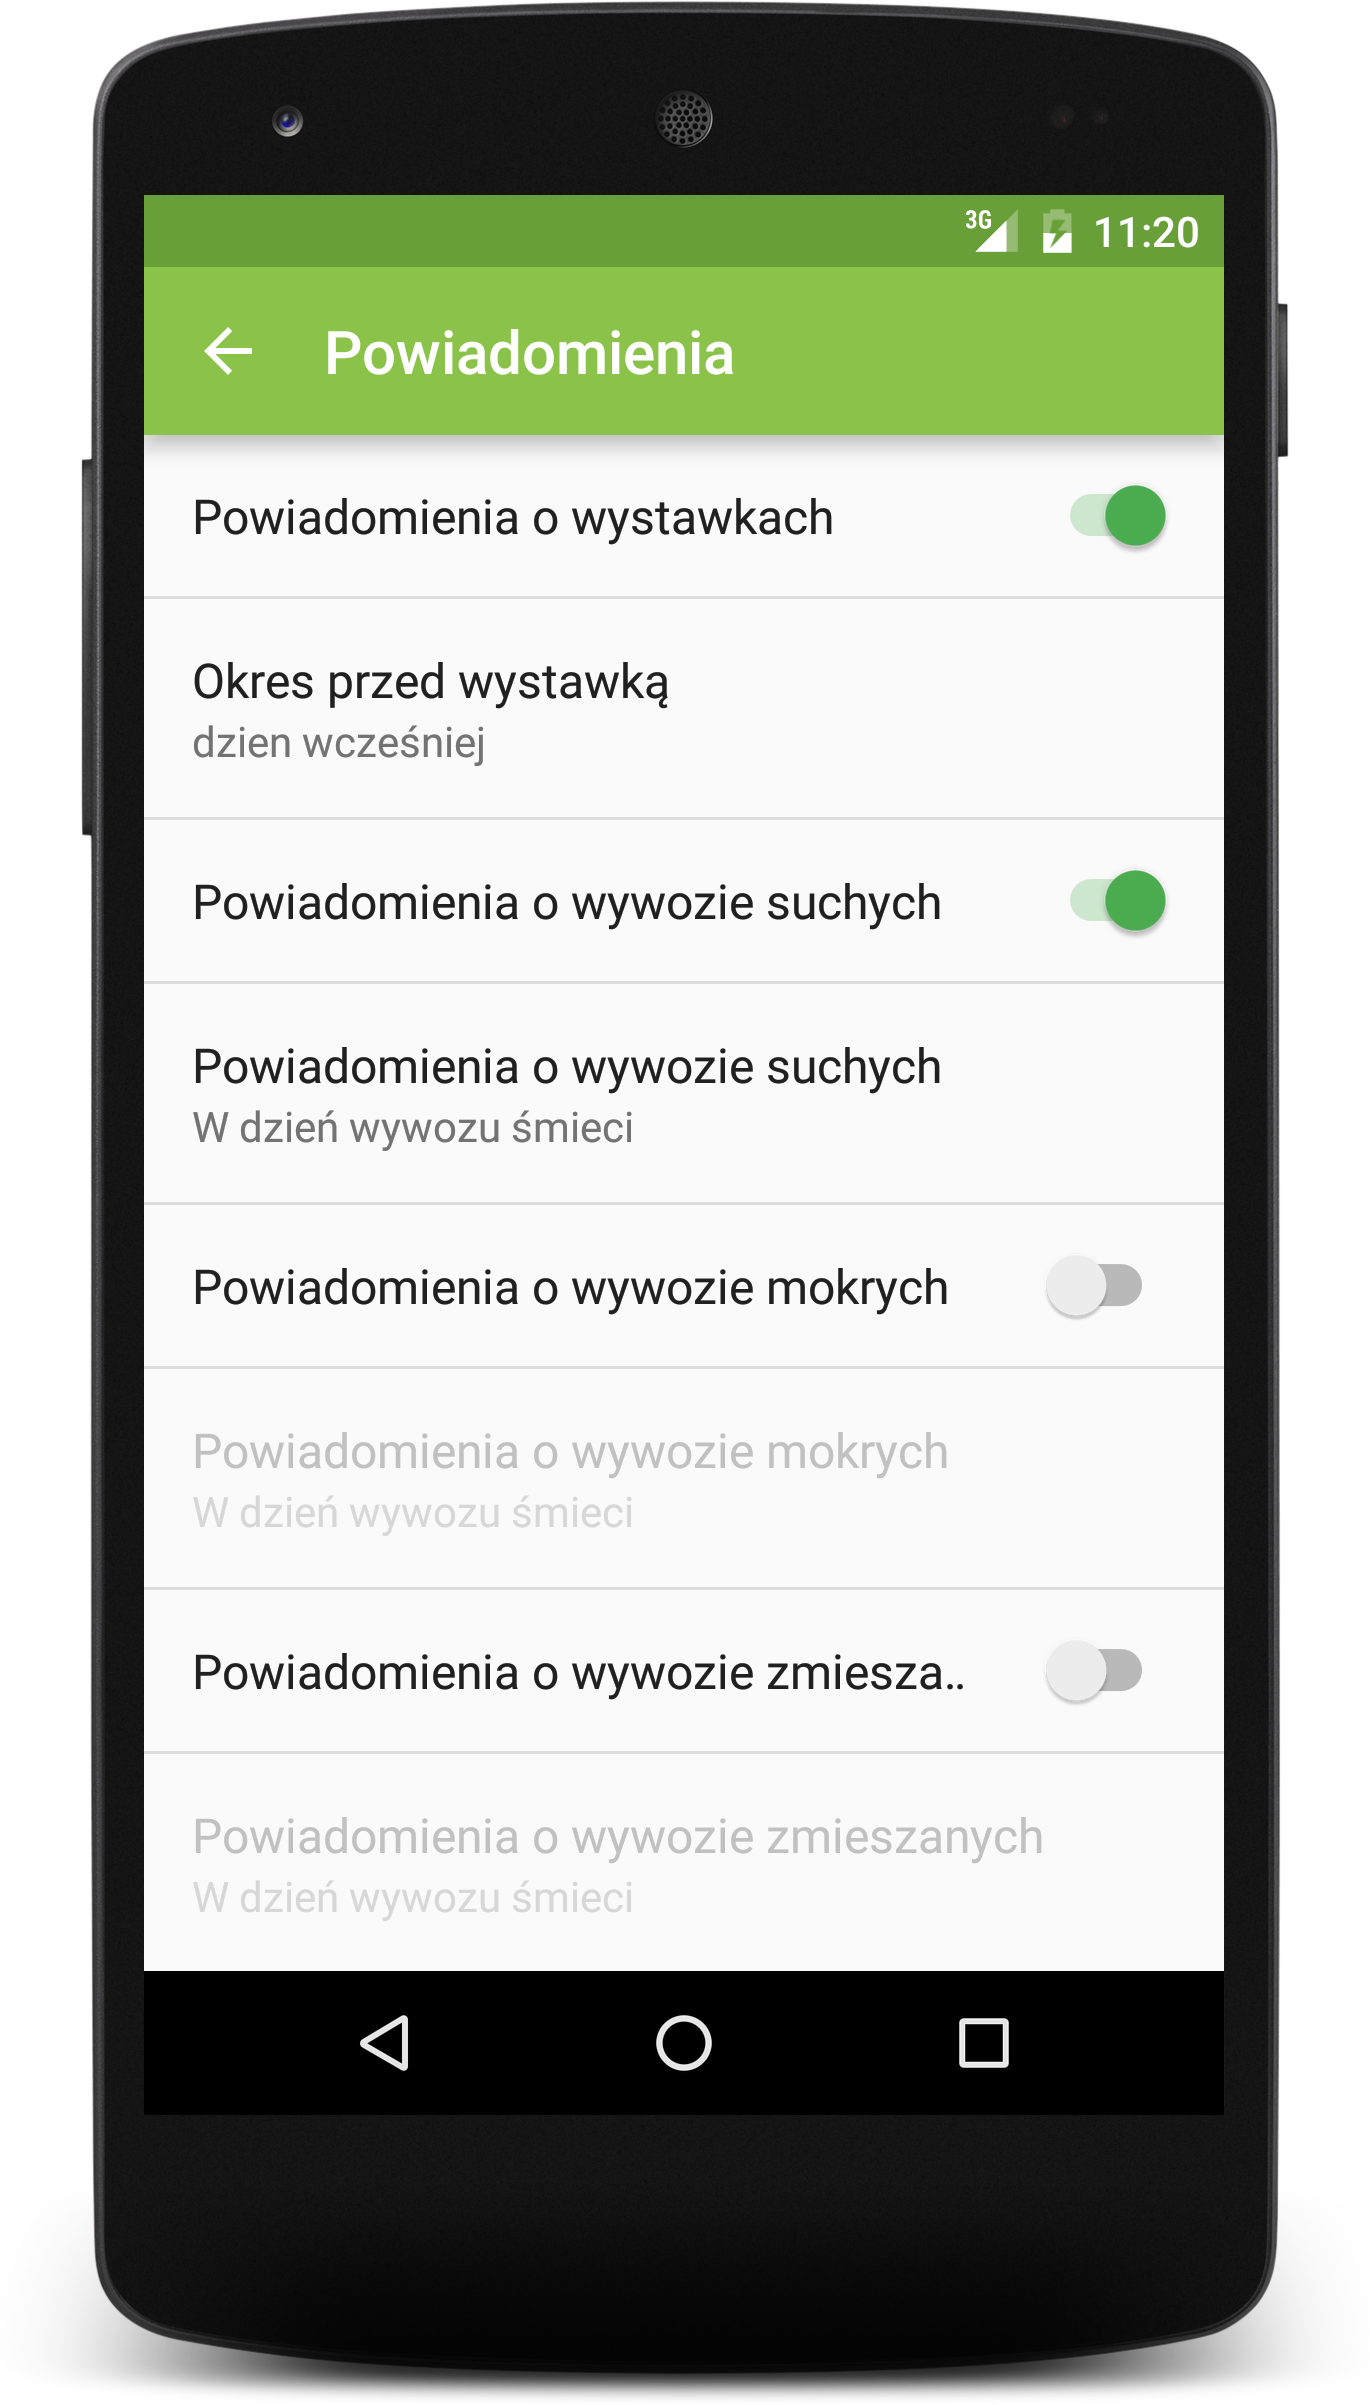 3G 11:20
Powiadomienia
Powiadomienia o wystawkach
Okres przed wystawką
dzien wcześniej
Powiadomienia o wywozie suchych
Powiadomienia o wywozie suchych
W dzień wywozu śmieci
Powiadomienia o wywozie mokrych
Powiadomienia o wywozie mokrych
W dzień wywozu śmieci
Powiadomienia o wywozie zmiesza..
Powiadomienia o wywozie zmieszanych
W dzień wywozu śmieci